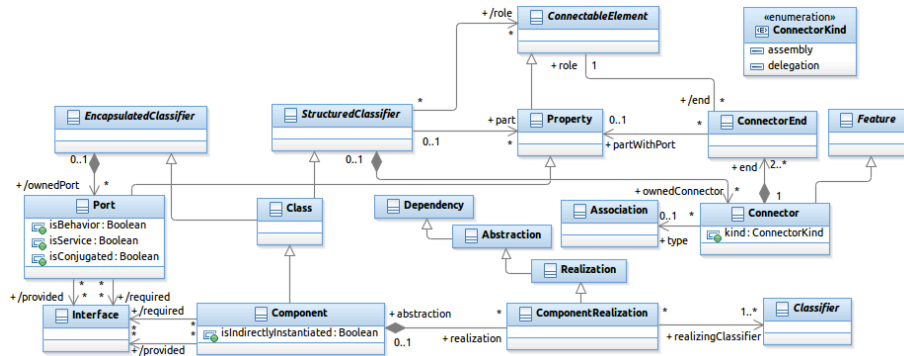 +/role
*
ConnectableElement
«enumeration»
ConnectorKind
assembly
delegation
+ role
1
EncapsulatedClassifier
StructuredClassifier
*
+ part
0..1
*
Property
0..1
+ partWithPort
+/end
*
*
ConnectorEnd
Feature
0..1
0..1
+ end
2..*
+/ownedPort
*
+ ownedConnector
*
1
Port
isBehavior : Boolean
isService : Boolean
isConjugated : Boolean
Class
Dependency
Association
0..1
*
+ type
Connector
kind : ConnectorKind
Abstraction
Realization
*
*
*
*
+/provided
+/required
Interface
+/required
*
*
*
*
+/provided
Component
isIndirectlyInstantiated : Boolean
+ abstraction
0..1
*
+ realization
ComponentRealization
*
1..*
+ realizingClassifier
Classifier